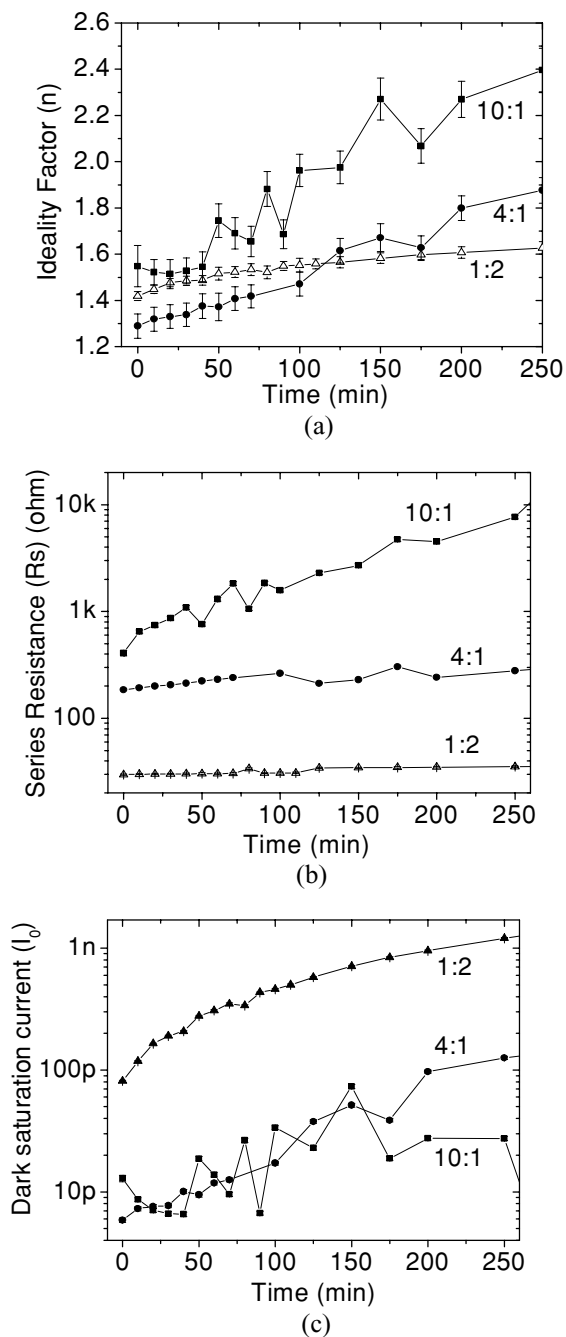 2.6
2.4
2.2
2.0
1.8
1.6
1.4
1.2
Ideality Factor (n)
10:1
4:1
1:2
0 50 100 150 200 250
Time (min)
(a)
10k
1k
100
Series Resistance (Rs) (ohm)
10:1
4:1
1:2
0 50 100 150 200 250
Time (min)
(b)
1n
100p
10p
Dark saturation current (I₀)
1:2
4:1
10:1
0 50 100 150 200 250
Time (min)
(c)